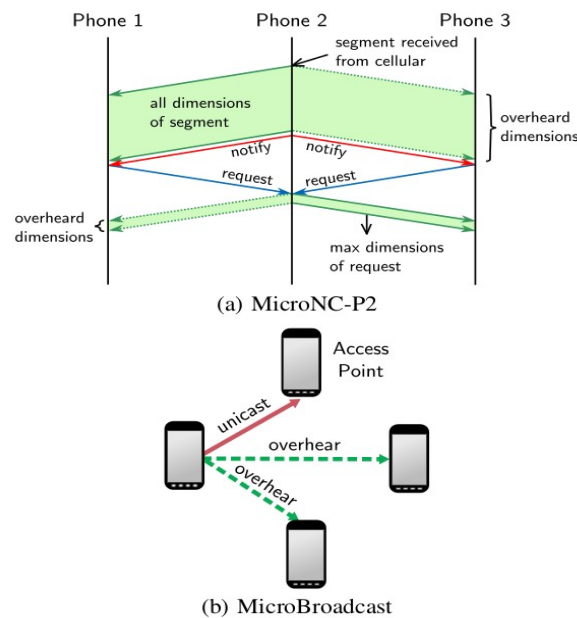 Phone 1 Phone 2 Phone 3
segment received
from cellular
all dimensions
of segment
overheard
dimensions
notify notify
request request
overheard
dimensions
max dimensions
of request
(a) MicroNC-P2
Access
Point
unicast
overhear
overhear
(b) MicroBroadcast